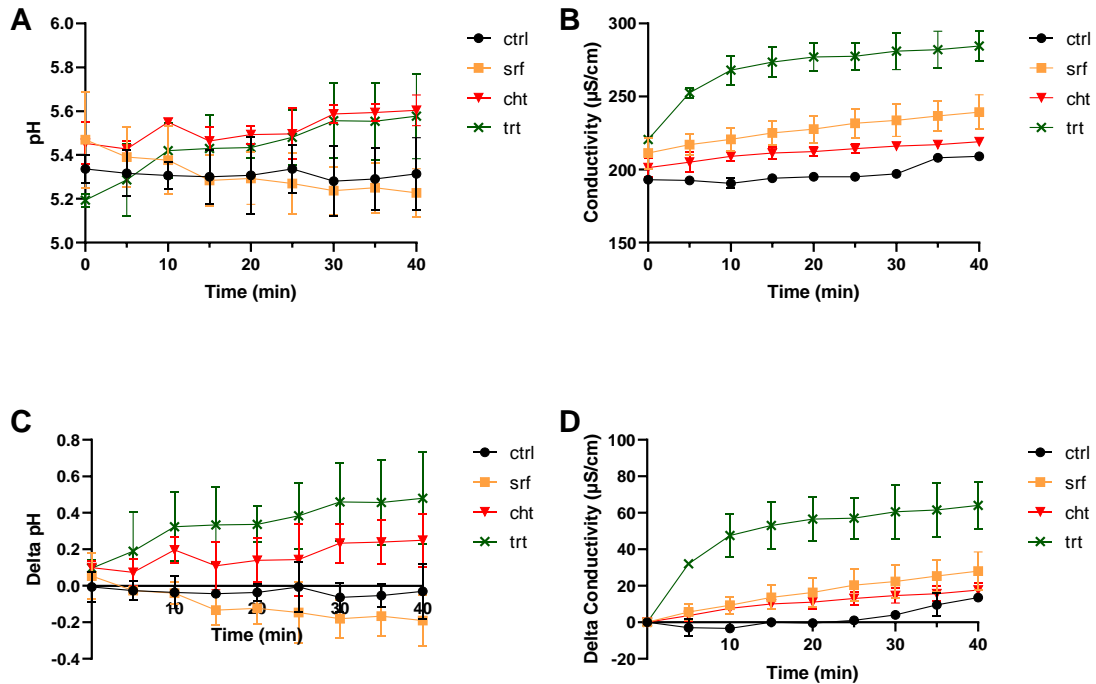 A
pH
6.0
5.8
5.6
5.4
5.2
5.0
0
10
20
30
40
Time (min)
ctrl
srf
cht
trt
B
Conductivity (μS/cm)
300
250
200
150
0
10
20
30
40
Time (min)
ctrl
srf
cht
trt
C
Delta pH
0.8
0.6
0.4
0.2
0.0
-0.2
-0.4
10
20
30
40
Time (min)
ctrl
srf
cht
trt
D
Delta Conductivity (μS/cm)
100
80
60
40
20
0
-20
10
20
30
40
Time (min)
ctrl
srf
cht
trt